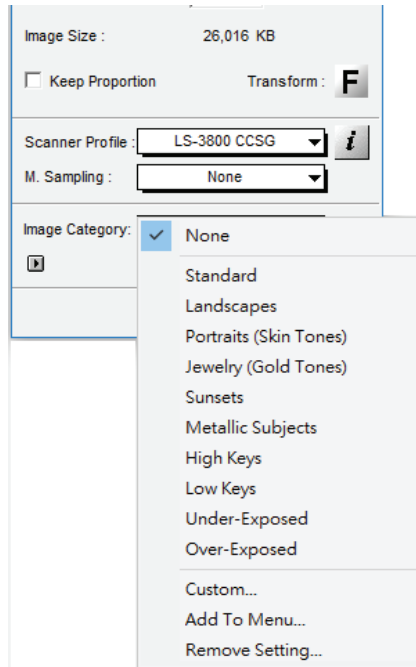 Image Size : 26,016 KB
Keep Proportion Transform : F
Scanner Profile : LS-3800 CCSG i
M. Sampling : None
Image Category:
None
Standard
Landscapes
Portraits (Skin Tones)
Jewelry (Gold Tones)
Sunsets
Metallic Subjects
High Keys
Low Keys
Under-Exposed
Over-Exposed
Custom...
Add To Menu...
Remove Setting...